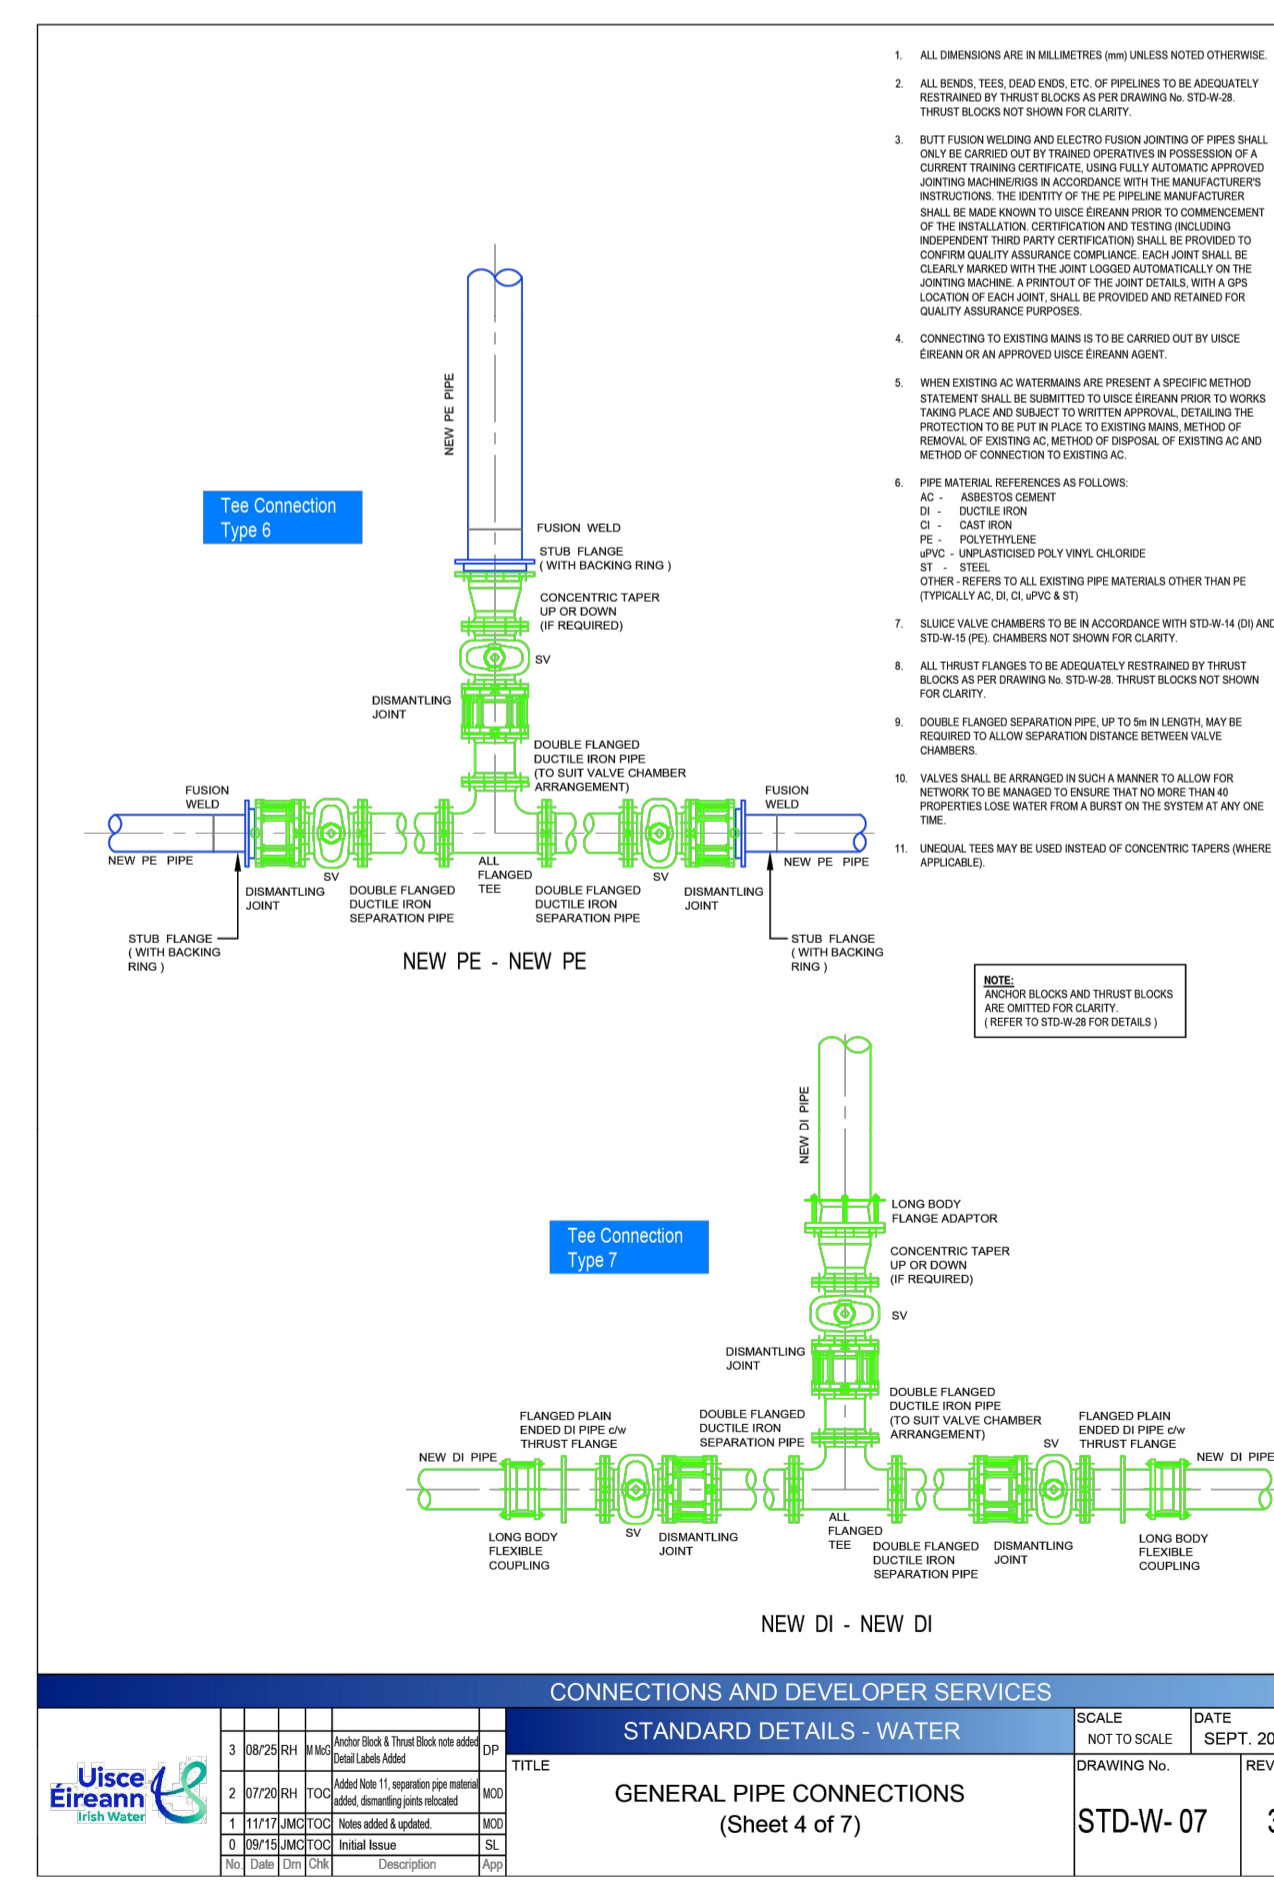 1. ALL DIMENSIONS ARE IN MILLIMETRES (mm) UNLESS NOTED OTHERWISE.
2. ALL BENDS, TEES, DEAD ENDS, ETC. OF PIPELINES TO BE ADEQUATELY
RESTRAINED BY THRUST BLOCKS AS PER DRAWING No. STD-W-28.
THRUST BLOCKS NOT SHOWN FOR CLARITY.
3. BUTT FUSION WELDING AND ELECTRO FUSION JOINTING OF PIPES SHALL
ONLY BE CARRIED OUT BY TRAINED OPERATIVES IN POSSESSION OF A
CURRENT TRAINING CERTIFICATE, USING FULLY AUTOMATIC APPROVED
JOINTING MACHINE/RIGS IN ACCORDANCE WITH THE MANUFACTURER'S
INSTRUCTIONS. THE IDENTITY OF THE PE PIPELINE MANUFACTURER
SHALL BE MADE KNOWN TO UISCE ÉIREANN PRIOR TO COMMENCEMENT
OF THE INSTALLATION. CERTIFICATION AND TESTING (INCLUDING
INDEPENDENT THIRD PARTY CERTIFICATION) SHALL BE PROVIDED TO
CONFIRM QUALITY ASSURANCE COMPLIANCE. EACH JOINT SHALL BE
CLEARLY MARKED WITH THE JOINT LOGGED AUTOMATICALLY ON THE
JOINTING MACHINE. A PRINTOUT OF THE JOINT DETAILS, WITH A GPS
LOCATION OF EACH JOINT, SHALL BE PROVIDED AND RETAINED FOR
QUALITY ASSURANCE PURPOSES.
4. CONNECTING TO EXISTING MAINS IS TO BE CARRIED OUT BY UISCE
ÉIREANN OR AN APPROVED UISCE ÉIREANN AGENT.
5. WHEN EXISTING AC WATERMAINS ARE PRESENT A SPECIFIC METHOD
STATEMENT SHALL BE SUBMITTED TO UISCE ÉIREANN PRIOR TO WORKS
TAKING PLACE AND SUBJECT TO WRITTEN APPROVAL, DETAILING THE
PROTECTION TO BE PUT IN PLACE TO EXISTING MAINS, METHOD OF
REMOVAL OF EXISTING AC, METHOD OF DISPOSAL OF EXISTING AC AND
METHOD OF CONNECTION TO EXISTING AC.
6. PIPE MATERIAL REFERENCES AS FOLLOWS:
AC - ASBESTOS CEMENT
DI - DUCTILE IRON
CI - CAST IRON
PE - POLYETHYLENE
uPVC - UNPLASTICISED POLY VINYL CHLORIDE
ST - STEEL
OTHER - REFERS TO ALL EXISTING PIPE MATERIALS OTHER THAN PE
(TYPICALLY AC, DI, CI, uPVC & ST)
7. SLUICE VALVE CHAMBERS TO BE IN ACCORDANCE WITH STD-W-14 (DI) AND
STD-W-15 (PE). CHAMBERS NOT SHOWN FOR CLARITY.
8. ALL THRUST FLANGES TO BE ADEQUATELY RESTRAINED BY THRUST
BLOCKS AS PER DRAWING No. STD-W-28. THRUST BLOCKS NOT SHOWN
FOR CLARITY.
9. DOUBLE FLANGED SEPARATION PIPE, UP TO 5m IN LENGTH, MAY BE
REQUIRED TO ALLOW SEPARATION DISTANCE BETWEEN VALVE
CHAMBERS.
10. VALVES SHALL BE ARRANGED IN SUCH A MANNER TO ALLOW FOR
NETWORK TO BE MANAGED TO ENSURE THAT NO MORE THAN 40
PROPERTIES LOSE WATER FROM A BURST ON THE SYSTEM AT ANY ONE
TIME.
11. UNEQUAL TEES MAY BE USED INSTEAD OF CONCENTRIC TAPERS (WHERE
APPLICABLE).
NEW PE PIPE
Tee Connection
Type 6
FUSION WELD
STUB FLANGE
( WITH BACKING RING )
CONCENTRIC TAPER
UP OR DOWN
(IF REQUIRED)
SV
DISMANTLING
JOINT
DOUBLE FLANGED
DUCTILE IRON PIPE
(TO SUIT VALVE CHAMBER
ARRANGEMENT)
FUSION
WELD
FUSION
WELD
NEW PE PIPE
SV
ALL
FLANGED
TEE
SV
NEW PE PIPE
DISMANTLING
JOINT
DOUBLE FLANGED
DUCTILE IRON
SEPARATION PIPE
DOUBLE FLANGED
DUCTILE IRON
SEPARATION PIPE
DISMANTLING
JOINT
STUB FLANGE
( WITH BACKING
RING )
STUB FLANGE
( WITH BACKING
RING )
NEW PE - NEW PE
NOTE:
ANCHOR BLOCKS AND THRUST BLOCKS
ARE OMITTED FOR CLARITY.
( REFER TO STD-W-28 FOR DETAILS )
NEW DI PIPE
Tee Connection
Type 7
LONG BODY
FLANGE ADAPTOR
CONCENTRIC TAPER
UP OR DOWN
(IF REQUIRED)
SV
DISMANTLING
JOINT
DOUBLE FLANGED
DUCTILE IRON PIPE
(TO SUIT VALVE CHAMBER
ARRANGEMENT)
FLANGED PLAIN
ENDED DI PIPE c/w
THRUST FLANGE
DOUBLE FLANGED
DUCTILE IRON
SEPARATION PIPE
SV
FLANGED PLAIN
ENDED DI PIPE c/w
THRUST FLANGE
NEW DI PIPE
NEW DI PIPE
LONG BODY
FLEXIBLE
COUPLING
SV
DISMANTLING
JOINT
ALL
FLANGED
TEE
DOUBLE FLANGED
DUCTILE IRON
SEPARATION PIPE
DISMANTLING
JOINT
LONG BODY
FLEXIBLE
COUPLING
NEW DI - NEW DI
CONNECTIONS AND DEVELOPER SERVICES
STANDARD DETAILS - WATER
SCALE
NOT TO SCALE
DATE
SEPT. 20
TITLE
GENERAL PIPE CONNECTIONS
(Sheet 4 of 7)
DRAWING No.
STD-W- 07
REV
3
Uisce
Éireann
Irish Water
3 08/'25 RH M McG Anchor Block & Thrust Block note added Detail Labels Added DP
2 07/'20 RH TOC Added Note 11, separation pipe material added, dismantling joints relocated MOD
1 11/'17 JMC TOC Notes added & updated. MOD
0 09/'15 JMC TOC Initial Issue SL
No. Date Drn Chk Description App